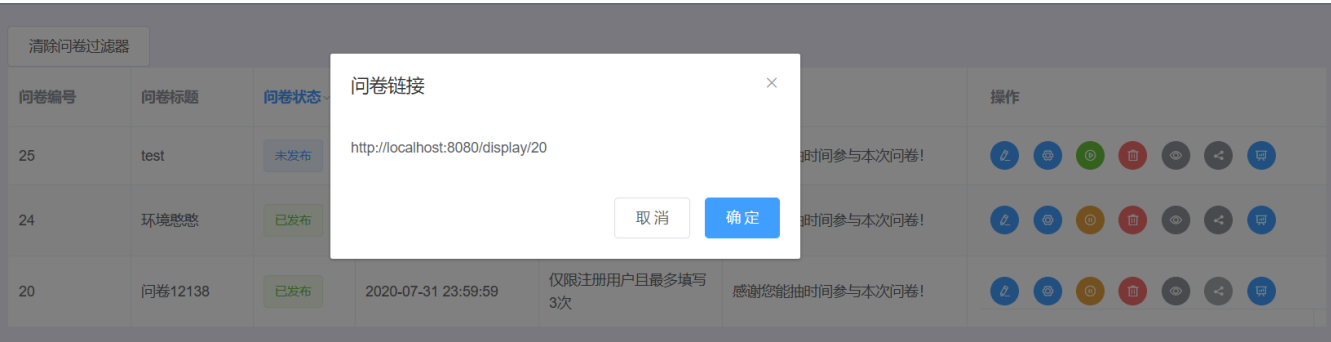 清除问卷过滤器
问卷编号 问卷标题 问卷状态 操作
问卷链接
http://localhost:8080/display/20
取消 确定
25 test 未发布 时间参与本次问卷!
24 环境憨憨 已发布 时间参与本次问卷!
20 问卷12138 已发布 2020-07-31 23:59:59 仅限注册用户且最多填写 感谢您能抽时间参与本次问卷!
3次